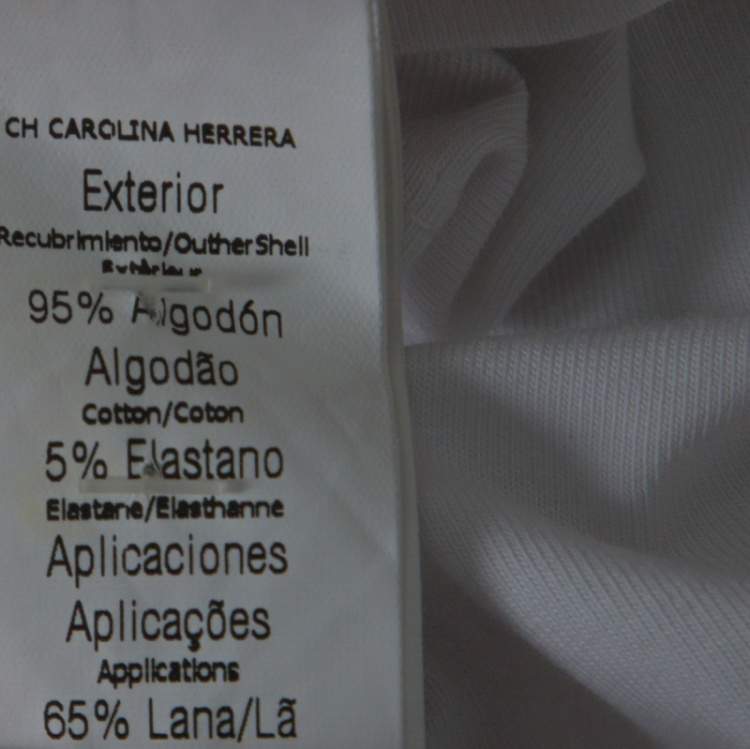 CH CAROLINA HERRERA
Exterior
Recubrimiento/OutherShell
95% Algodón
Algodão
Cotton/Coton
5% Elastano
Elastane/Elasthanne
Aplicaciones
Aplicações
Applications
65% Lana/Lã